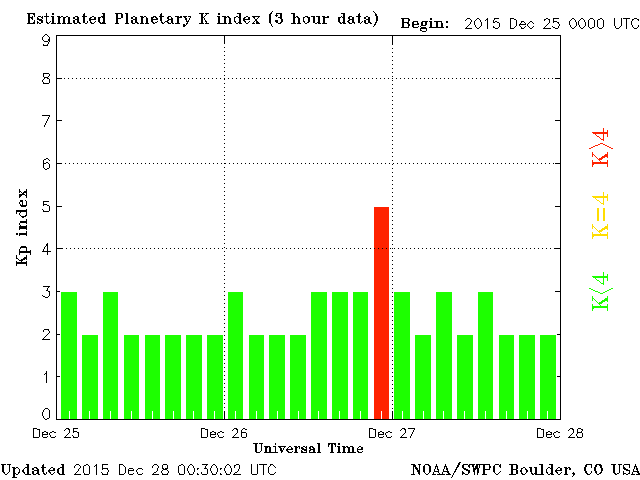 Estimated Planetary K index (3 hour data) Begin: 2015 Dec 25 0000 UTC
9
8
7
6
5
4
3
2
1
0
Kp index
K>4
K=4
K<4
Dec 25 Dec 26 Dec 27 Dec 28
Universal Time
Updated 2015 Dec 28 00:30:02 UTC NOAA/SWPC Boulder, CO USA